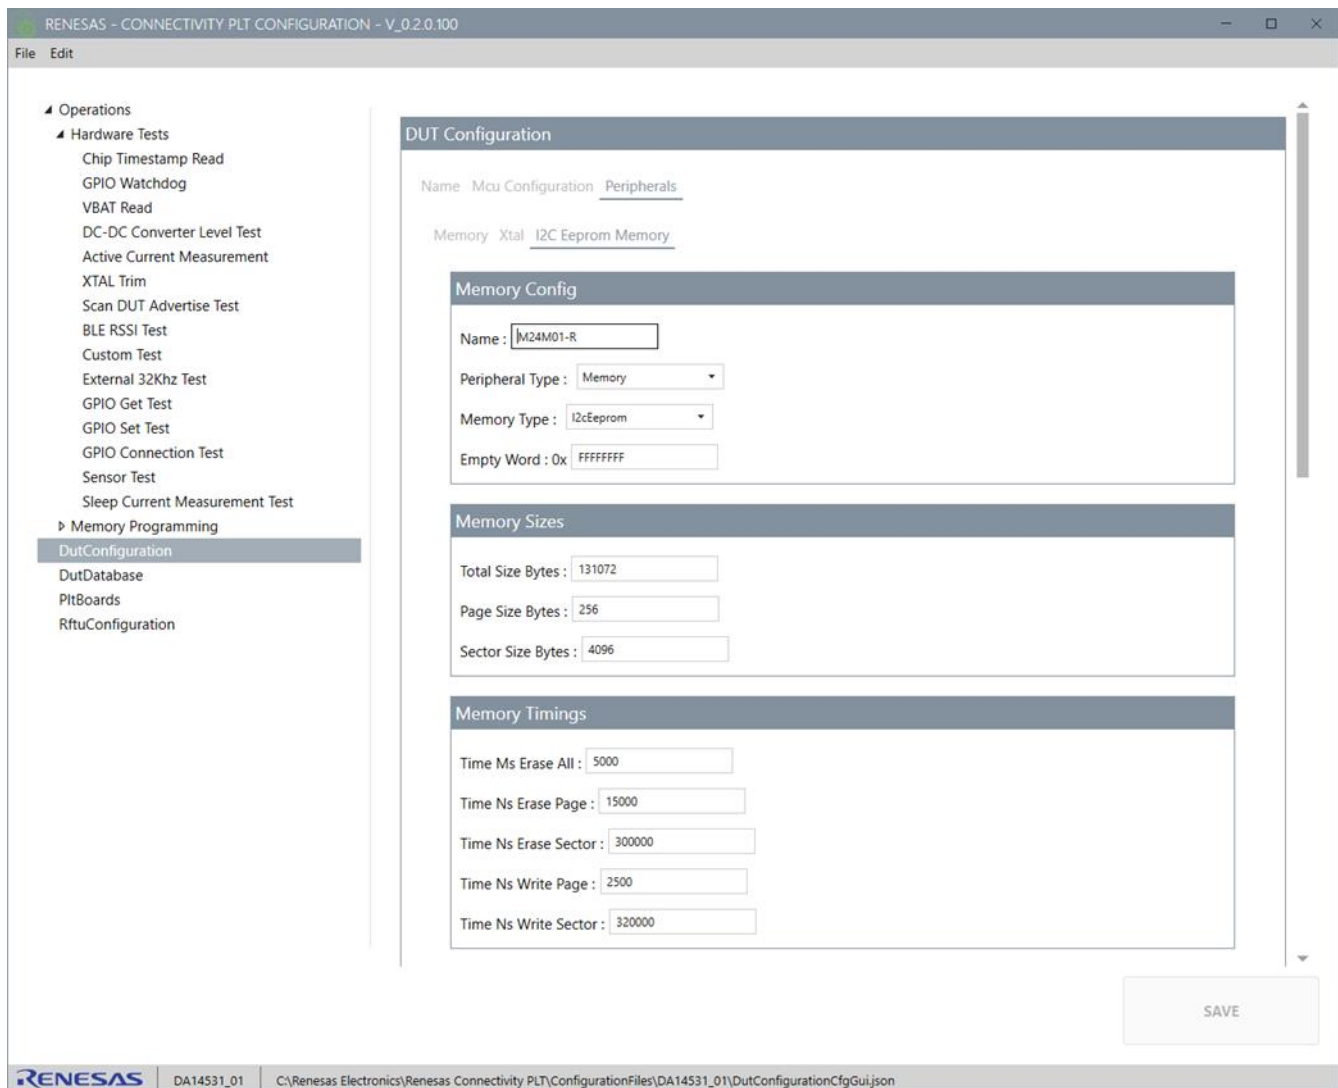 RENESAS - CONNECTIVITY PLT CONFIGURATION - V_0.2.0.100
File Edit
Operations
Hardware Tests
Chip Timestamp Read
GPIO Watchdog
VBAT Read
DC-DC Converter Level Test
Active Current Measurement
XTAL Trim
Scan DUT Advertise Test
BLE RSSI Test
Custom Test
External 32Khz Test
GPIO Get Test
GPIO Set Test
GPIO Connection Test
Sensor Test
Sleep Current Measurement Test
Memory Programming
DutConfiguration
DutDatabase
PltBoards
RftuConfiguration
DUT Configuration
Name Mcu Configuration Peripherals
Memory Xtal I2C Eeprom Memory
Memory Config
Name : M24M01-R
Peripheral Type : Memory
Memory Type : I2cEeprom
Empty Word : 0x FFFFFFFF
Memory Sizes
Total Size Bytes : 131072
Page Size Bytes : 256
Sector Size Bytes : 4096
Memory Timings
Time Ms Erase All : 5000
Time Ns Erase Page : 15000
Time Ns Erase Sector : 300000
Time Ns Write Page : 2500
Time Ns Write Sector : 320000
SAVE
RENESAS DA14531_01 C:\Renesas Electronics\Renesas Connectivity PLT\ConfigurationFiles\DA14531_01\DutConfigurationCfgGui.json